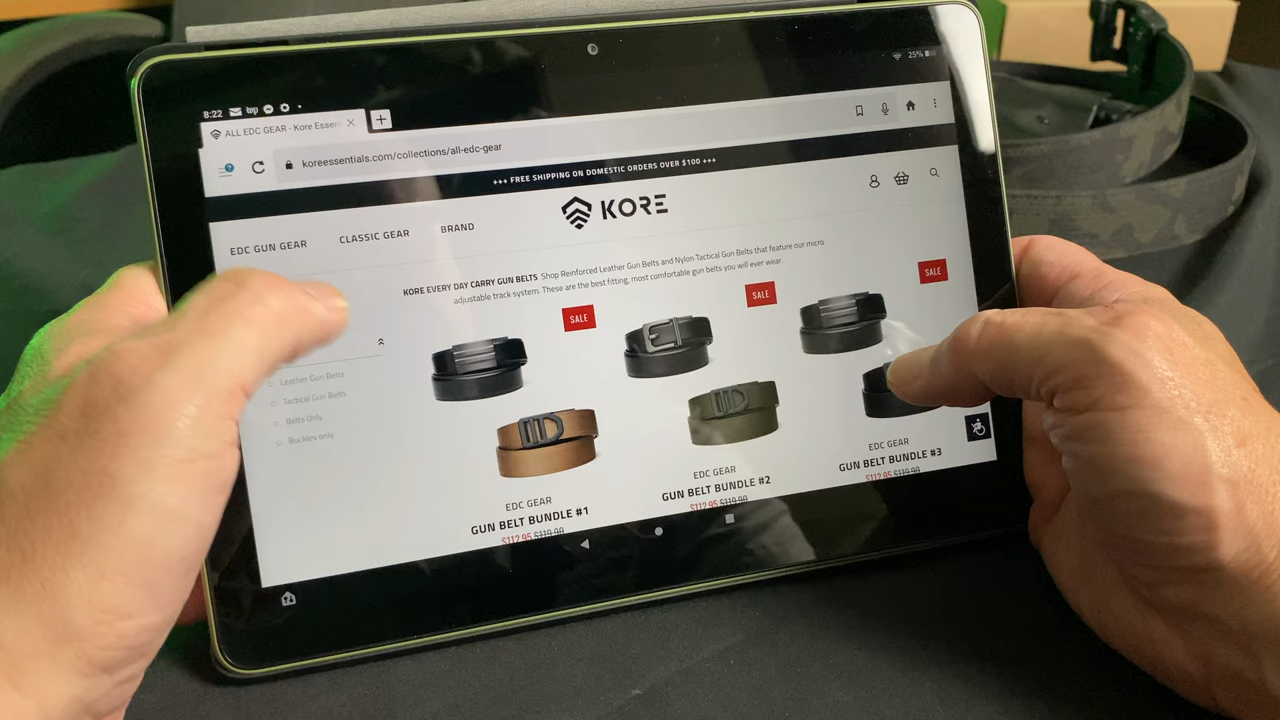 8:22
25%
ALL EDC GEAR - Kore Essen
koreessentials.com/collections/all-edc-gear
+++ FREE SHIPPING ON DOMESTIC ORDERS OVER $100 +++
KORE
EDC GUN GEAR
CLASSIC GEAR
BRAND
KORE EVERY DAY CARRY GUN BELTS Shop Reinforced Leather Gun Belts and Nylon Tactical Gun Belts that feature our micro
adjustable track system. These are the best fitting, most comfortable gun belts you will ever wear.
SALE
SALE
SALE
Leather Gun Belts
Tactical Gun Belts
Belts Only
Buckles only
EDC GEAR
GUN BELT BUNDLE #1
$112.95 $119.90
EDC GEAR
GUN BELT BUNDLE #2
$112.95 $119.90
EDC GEAR
GUN BELT BUNDLE #3
$112.95 $119.90